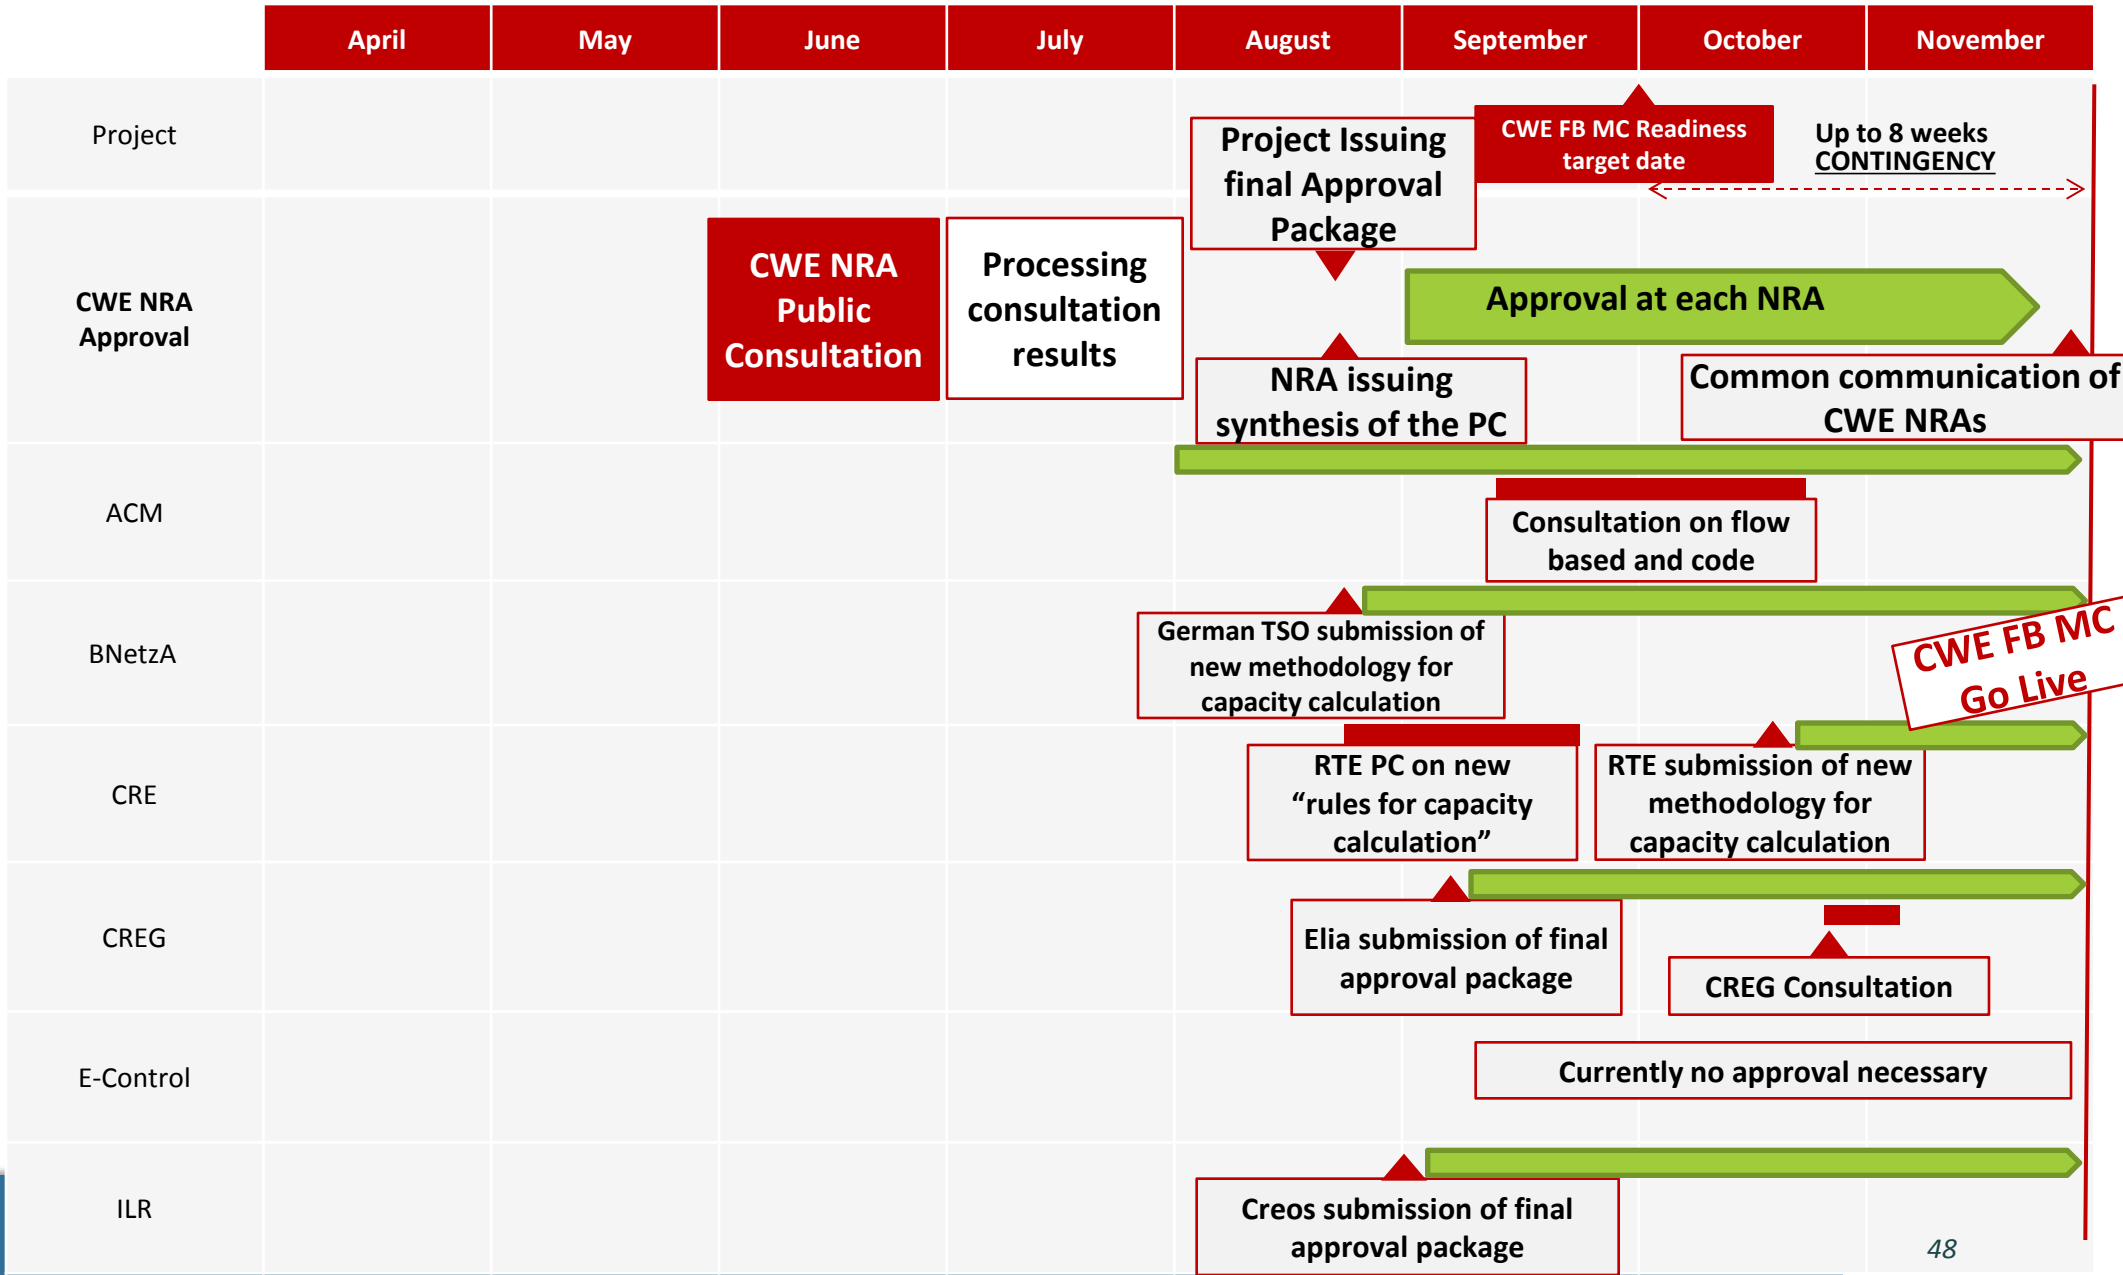 April May June July August September October November
Project
Project Issuing
final Approval
Package
CWE FB MC Readiness
target date
Up to 8 weeks
CONTINGENCY
CWE NRA
Approval
CWE NRA
Public
Consultation
Processing
consultation
results
Approval at each NRA
NRA issuing
synthesis of the PC
Common communication of
CWE NRAs
ACM
Consultation on flow
based and code
BNetzA
German TSO submission of
new methodology for
capacity calculation
CWE FB MC
Go Live
CRE
RTE PC on new
“rules for capacity
calculation”
RTE submission of new
methodology for
capacity calculation
CREG
Elia submission of final
approval package
CREG Consultation
E-Control
Currently no approval necessary
ILR
Creos submission of final
approval package
48